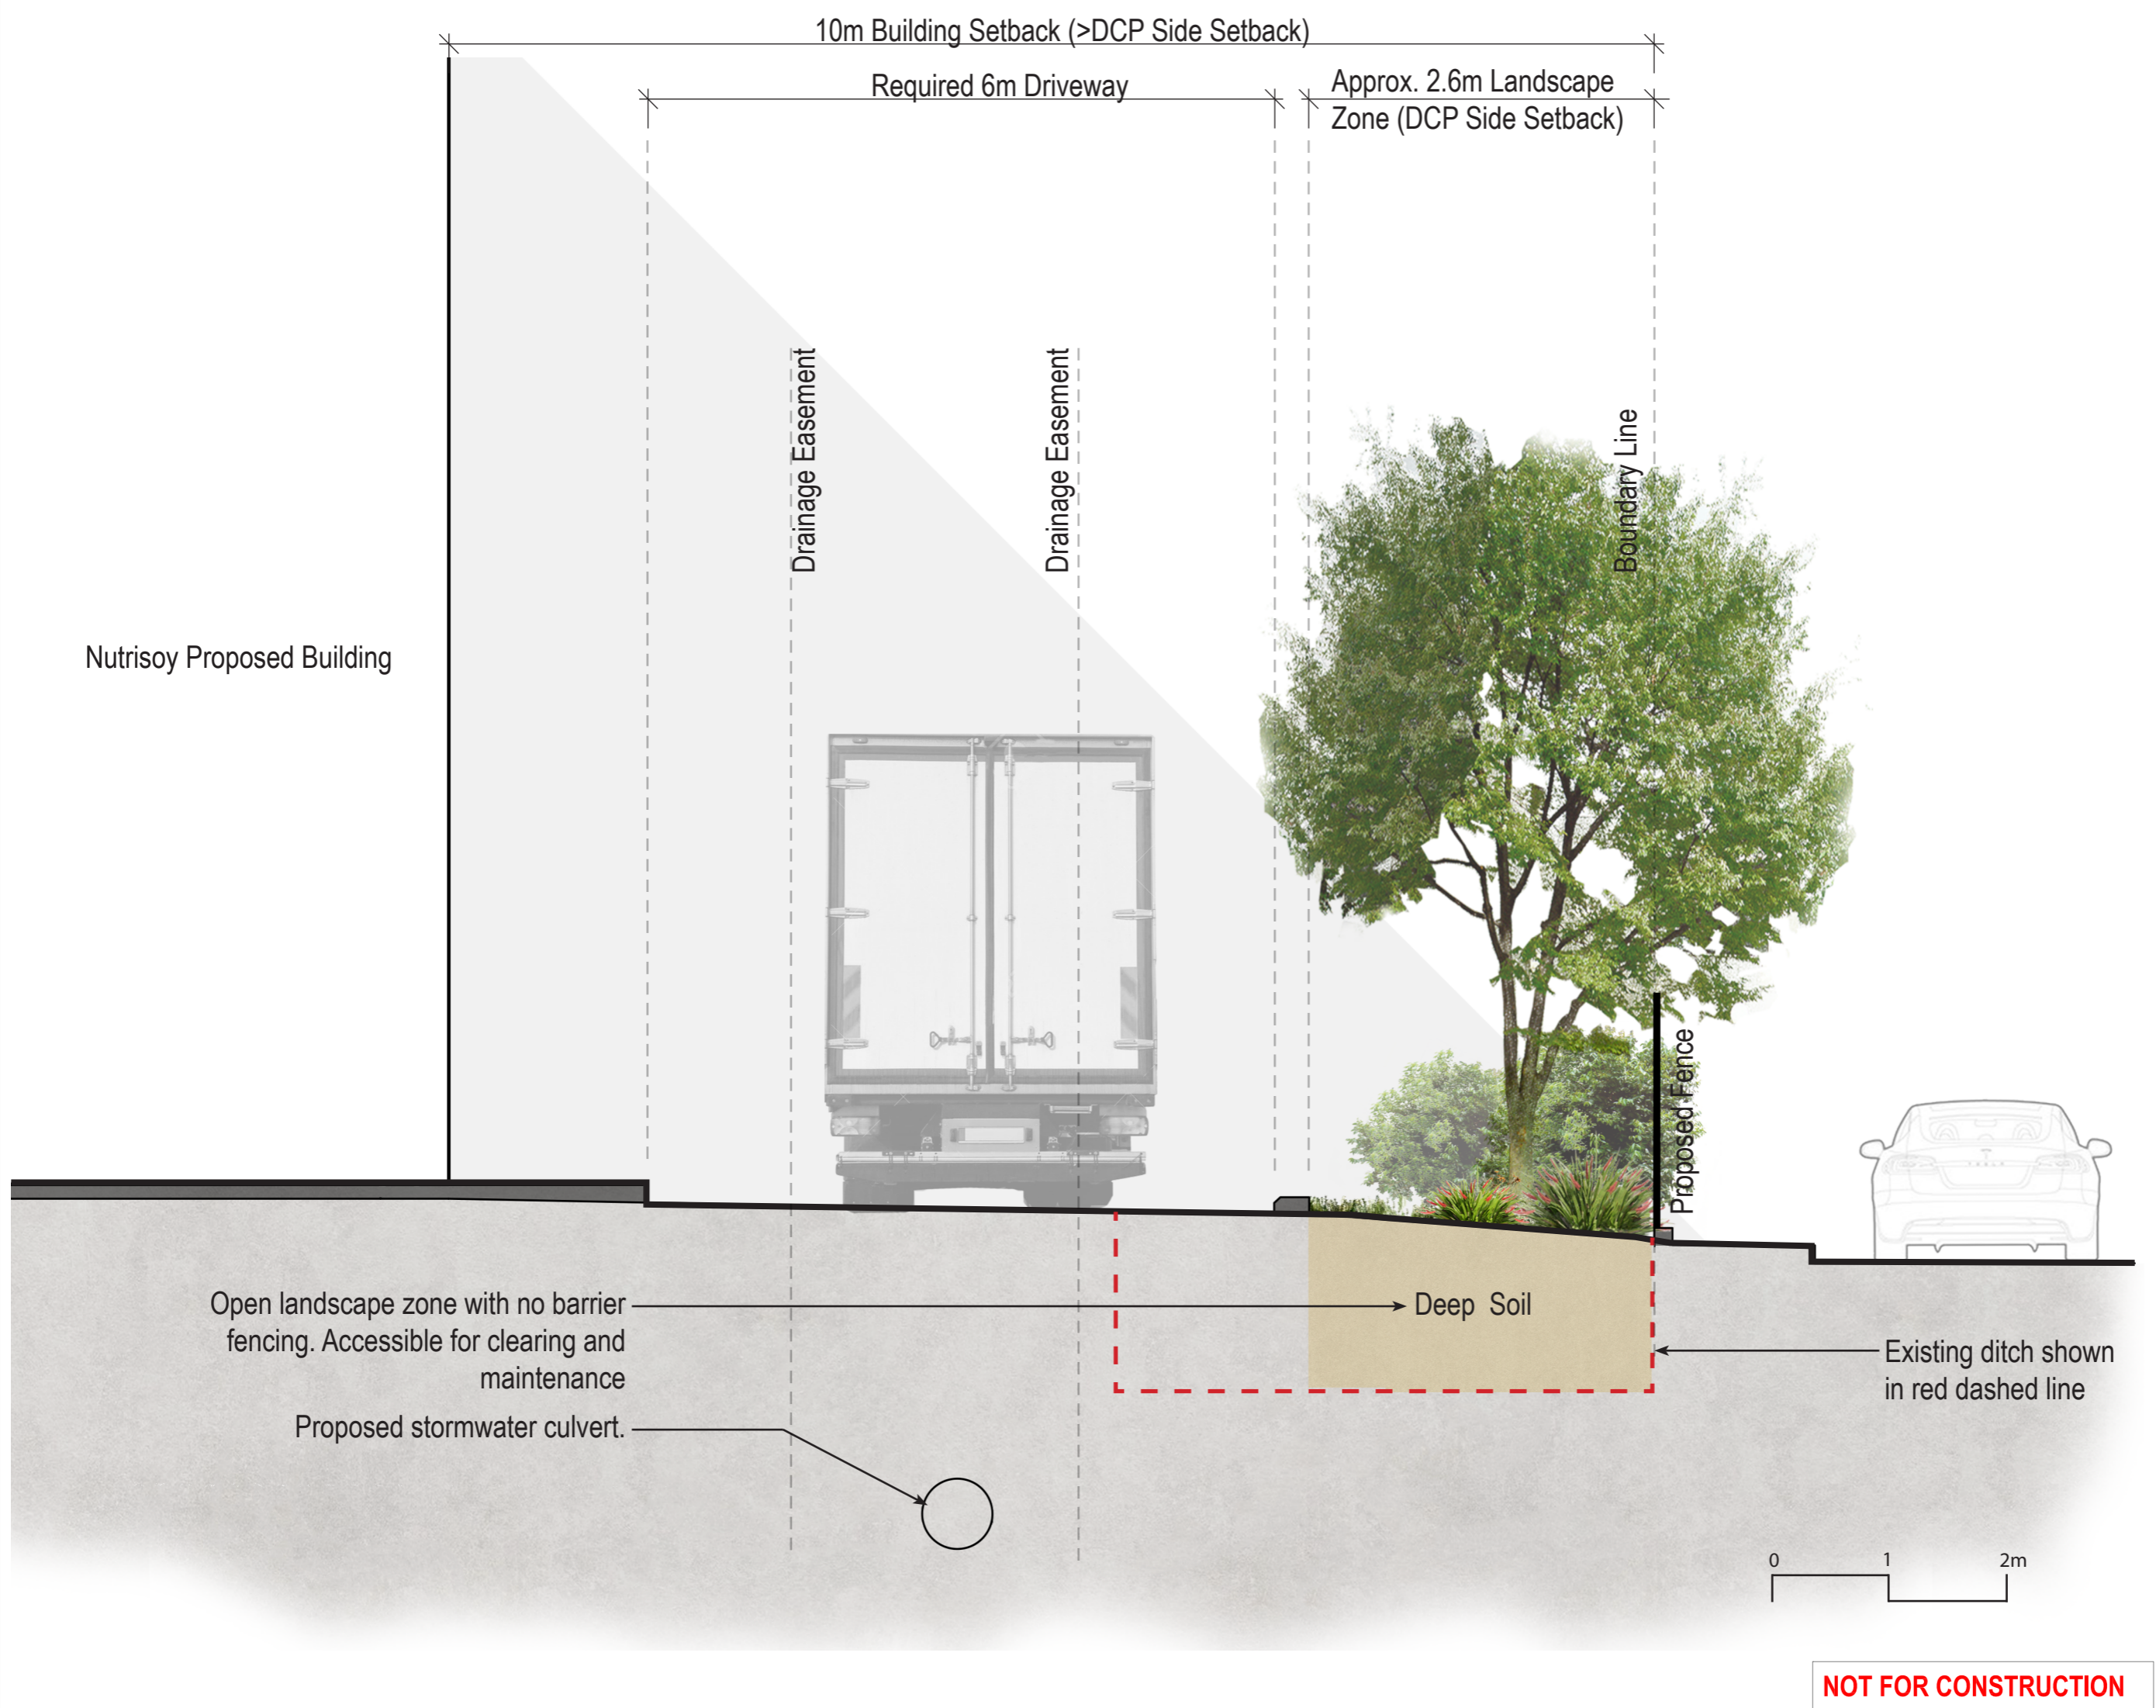 10m Building Setback (>DCP Side Setback)
Required 6m Driveway
Approx. 2.6m Landscape
Zone (DCP Side Setback)
Drainage Easement
Drainage Easement
Boundary Line
Nutrisoy Proposed Building
Proposed Fence
Open landscape zone with no barrier
fencing. Accessible for clearing and
maintenance
Deep Soil
Existing ditch shown
in red dashed line
Proposed stormwater culvert.
0 1 2m
NOT FOR CONSTRUCTION